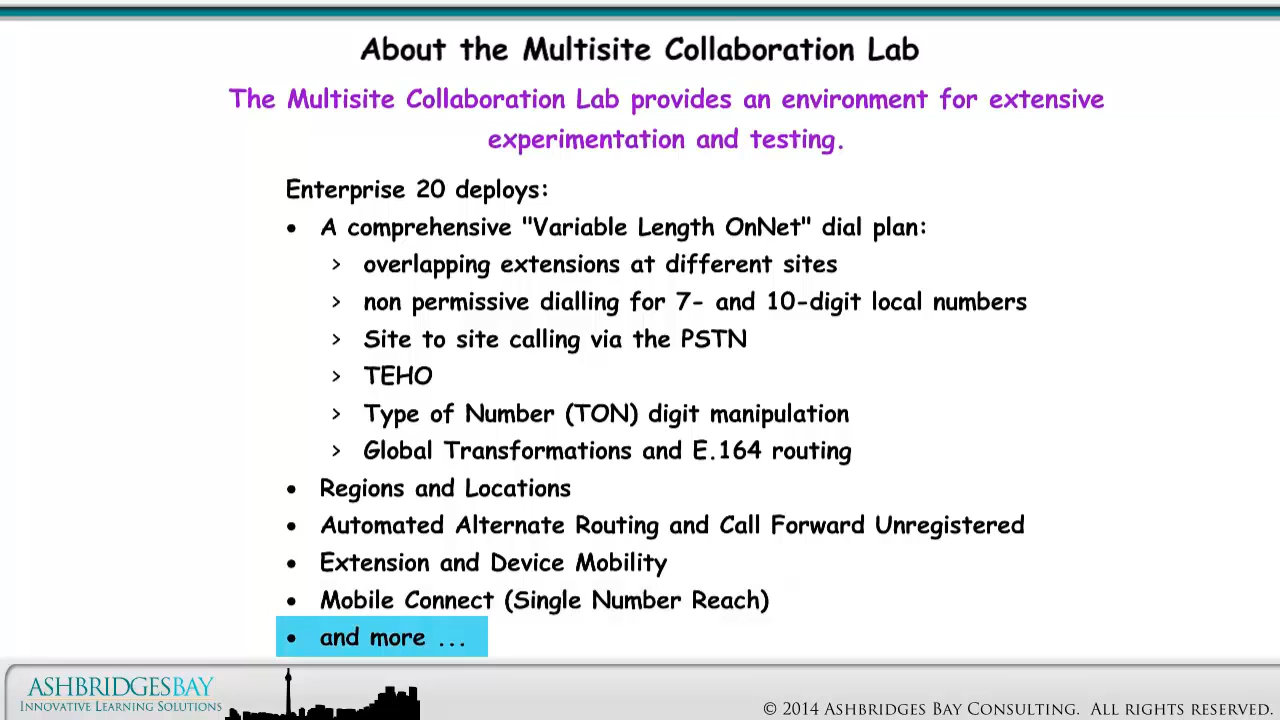 About the Multisite Collaboration Lab
The Multisite Collaboration Lab provides an environment for extensive
experimentation and testing.
Enterprise 20 deploys:
• A comprehensive "Variable Length OnNet" dial plan:
> overlapping extensions at different sites
> non permissive dialling for 7- and 10-digit local numbers
> Site to site calling via the PSTN
> TEHO
> Type of Number (TON) digit manipulation
> Global Transformations and E.164 routing
• Regions and Locations
• Automated Alternate Routing and Call Forward Unregistered
• Extension and Device Mobility
• Mobile Connect (Single Number Reach)
• and more ...
ASHBRIDGESBAY
INNOVATIVE LEARNING SOLUTIONS
© 2014 ASHBRIDGES BAY CONSULTING. ALL RIGHTS RESERVED.